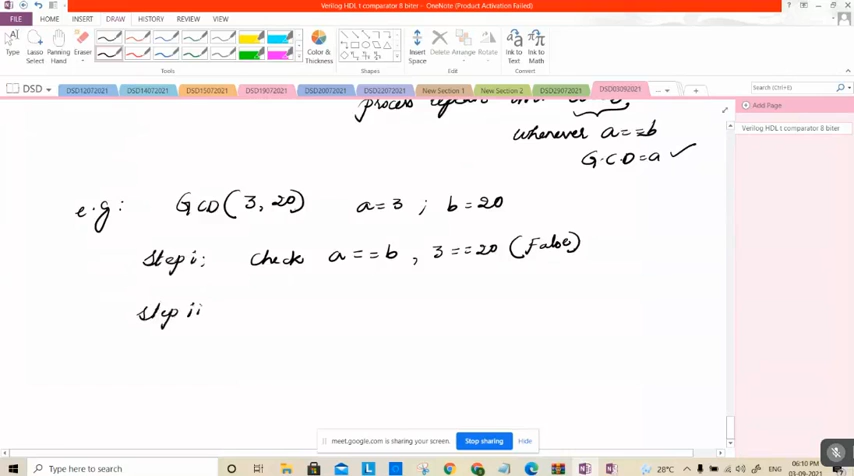 Verilog HDL t comparator 8 biter - OneNote (Product Activation Failed)
FILE HOME INSERT DRAW HISTORY REVIEW VIEW
Type Lasso Select Panning Hand Eraser Color & Thickness Insert Space Delete Arrange Rotate Ink to Text Ink to Math
Tools Shapes Edit Convert
DSD DSD12072021 DSD14072021 DSD15072021 DSD19072021 DSD20072021 DSD22072021 New Section 1 New Section 2 DSD29072021 DSD03092021 Search (Ctrl+E)
Add Page
Verilog HDL t comparator 8 biter
process
whenever a==b
G.C.D=a ✓
e.g: GCD(3, 20) a=3 ; b=20
step i; check a==b , 3==20 (False)
step ii
meet.google.com is sharing your screen. Stop sharing Hide
Type here to search 28°C ENG 06:10 PM
03-09-2021